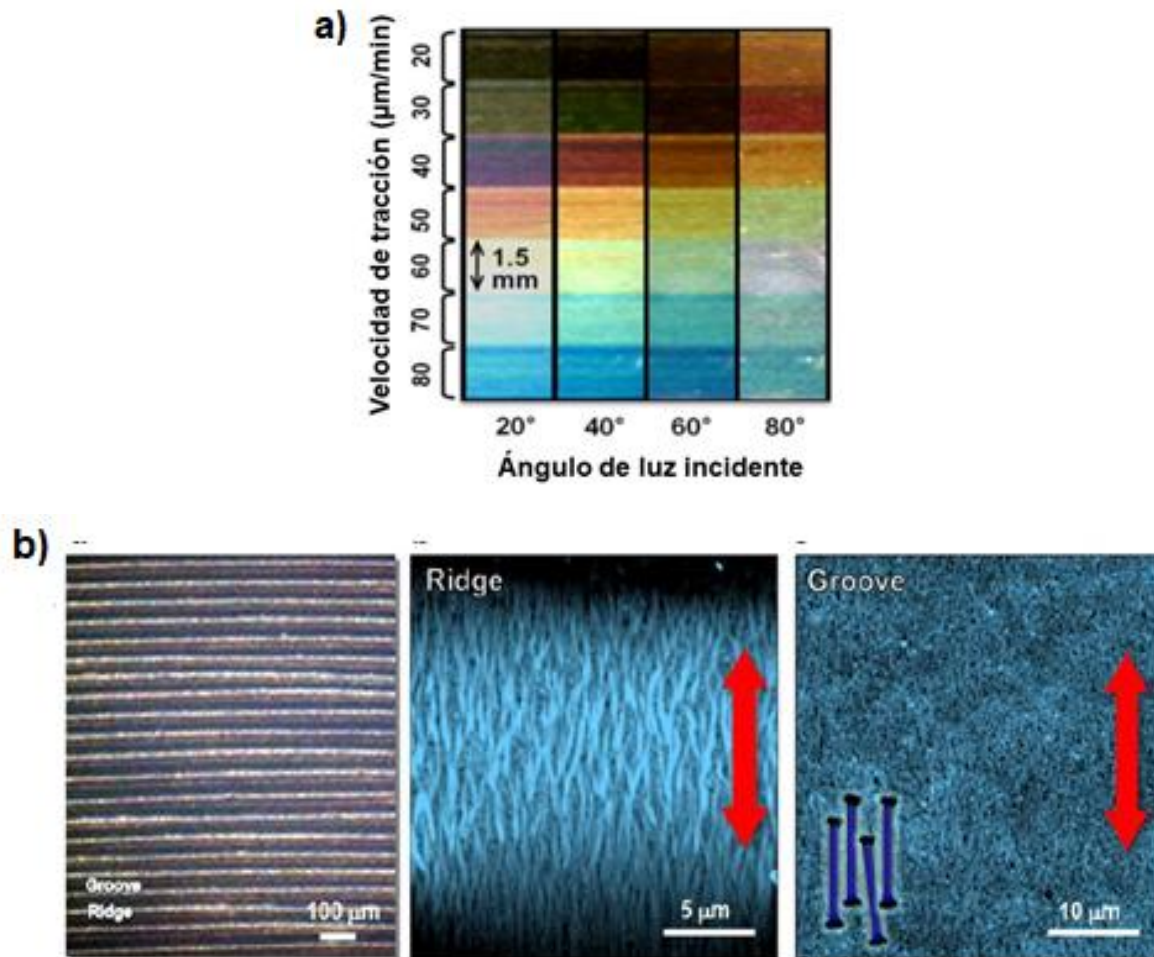 a)
Velocidad de tracción (µm/min)
20
30
40
50
60
70
80
1.5
mm
20° 40° 60° 80°
Ángulo de luz incidente
b)
Ridge
Groove
Groove
Ridge
100 µm
5 µm
10 µm